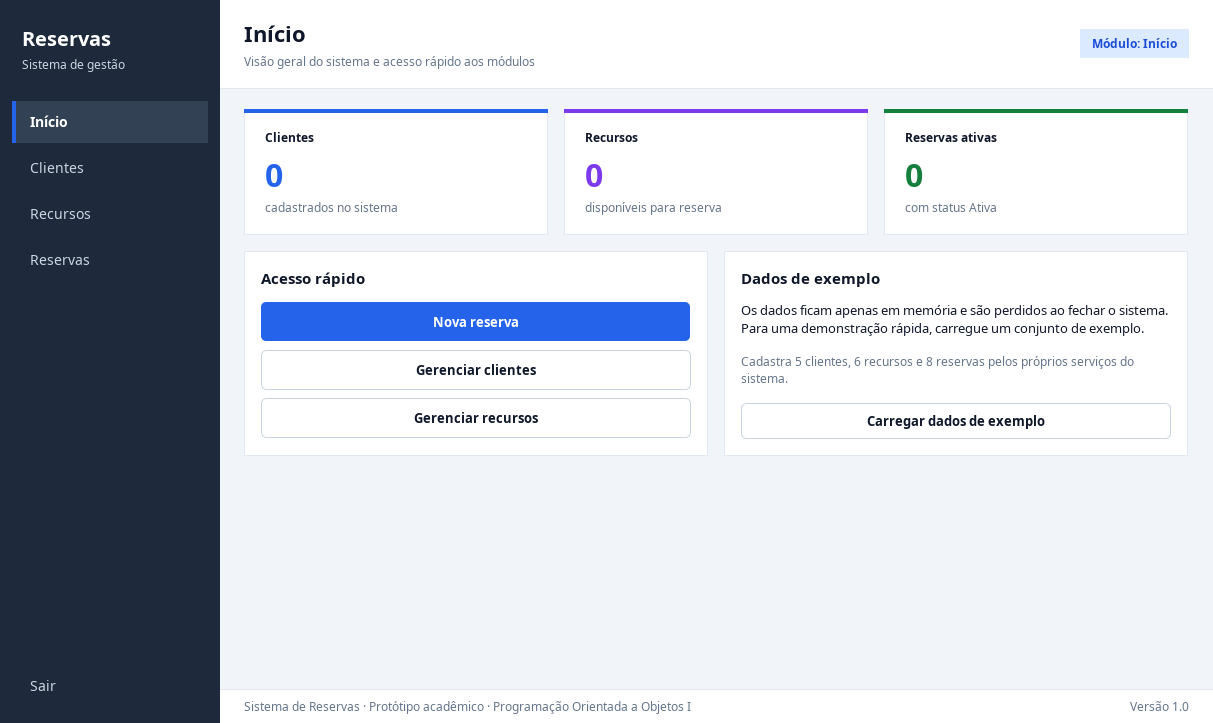 Reservas
Sistema de gestão
Início
Clientes
Recursos
Reservas
Sair
Início
Visão geral do sistema e acesso rápido aos módulos
Módulo: Início
Clientes
0
cadastrados no sistema
Recursos
0
disponíveis para reserva
Reservas ativas
0
com status Ativa
Acesso rápido
Nova reserva
Gerenciar clientes
Gerenciar recursos
Dados de exemplo
Os dados ficam apenas em memória e são perdidos ao fechar o sistema.
Para uma demonstração rápida, carregue um conjunto de exemplo.
Cadastra 5 clientes, 6 recursos e 8 reservas pelos próprios serviços do
sistema.
Carregar dados de exemplo
Sistema de Reservas · Protótipo acadêmico · Programação Orientada a Objetos I
Versão 1.0